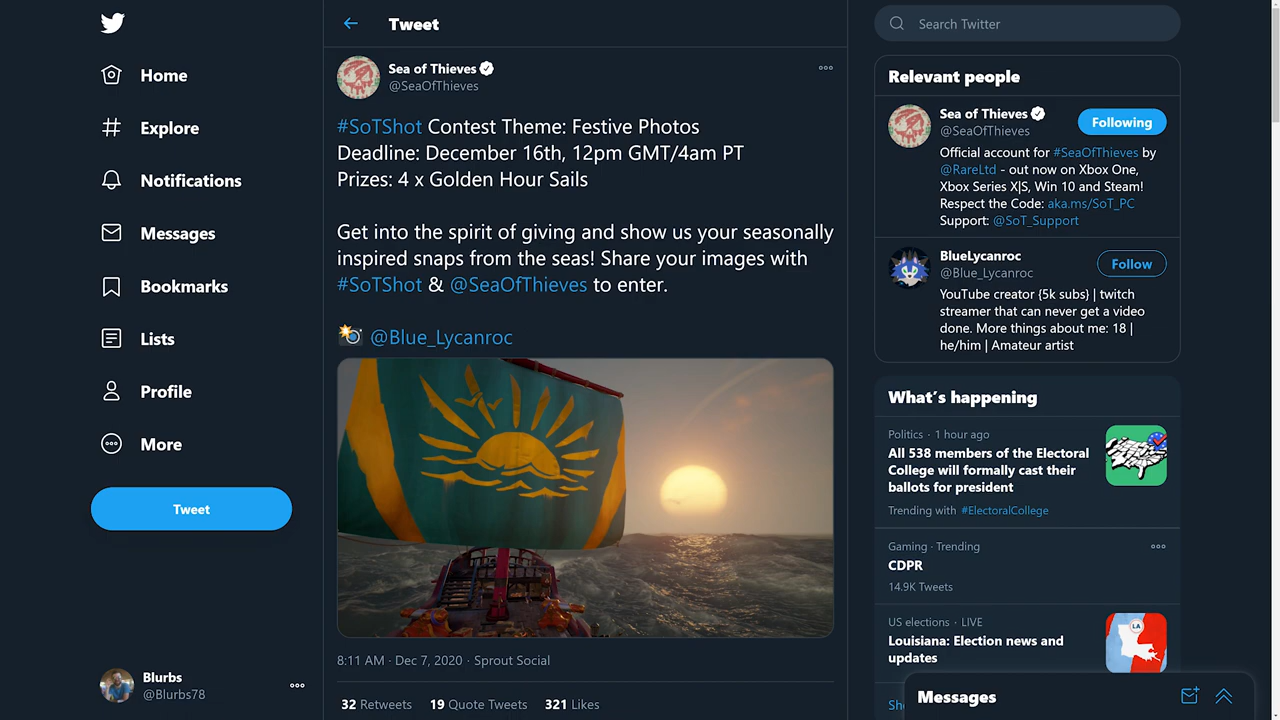 Home
Explore
Notifications
Messages
Bookmarks
Lists
Profile
More
Tweet
Blurbs
@Blurbs78
Tweet
Sea of Thieves
@SeaOfThieves
#SoTShot Contest Theme: Festive Photos
Deadline: December 16th, 12pm GMT/4am PT
Prizes: 4 x Golden Hour Sails
Get into the spirit of giving and show us your seasonally
inspired snaps from the seas! Share your images with
#SoTShot & @SeaOfThieves to enter.
@Blue_Lycanroc
8:11 AM · Dec 7, 2020 · Sprout Social
32 Retweets 19 Quote Tweets 321 Likes
Search Twitter
Relevant people
Sea of Thieves
@SeaOfThieves
Following
Official account for #SeaOfThieves by
@RareLtd - out now on Xbox One,
Xbox Series X|S, Win 10 and Steam!
Respect the Code: aka.ms/SoT_PC
Support: @SoT_Support
BlueLycanroc
@Blue_Lycanroc
Follow
YouTube creator {5k subs} | twitch
streamer that can never get a video
done. More things about me: 18 |
he/him | Amateur artist
What's happening
Politics · 1 hour ago
All 538 members of the Electoral
College will formally cast their
ballots for president
Trending with #ElectoralCollege
Gaming · Trending
CDPR
14.9K Tweets
US elections · LIVE
Louisiana: Election news and
updates
LA
Messages